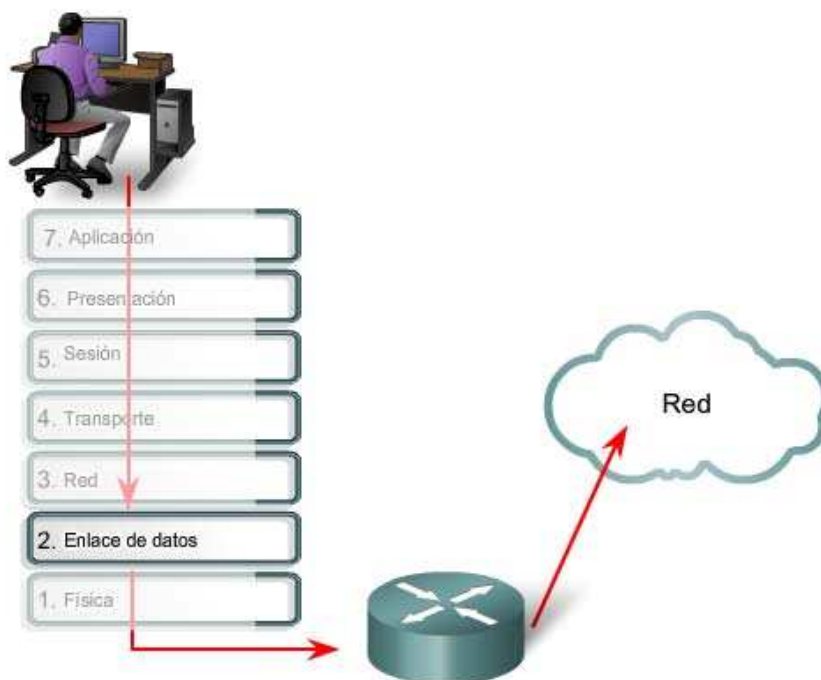 7. Aplicación
6. Presentación
5. Sesión
4. Transporte
3. Red
2. Enlace de datos
1. Física
Red